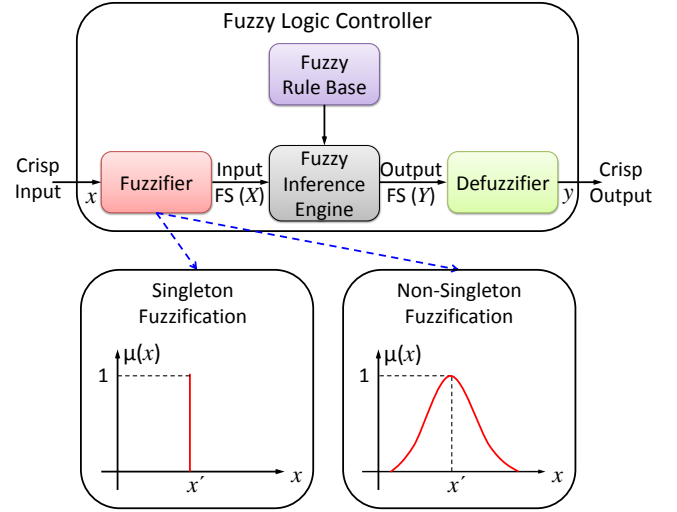 Fuzzy Logic Controller
Fuzzy
Rule Base
Crisp
Input
x
Fuzzifier
Input
FS (X)
Fuzzy
Inference
Engine
Output
FS (Y)
Defuzzifier
y
Crisp
Output
Singleton
Fuzzification
μ(x)
1
x´
x
Non-Singleton
Fuzzification
μ(x)
1
x´
x